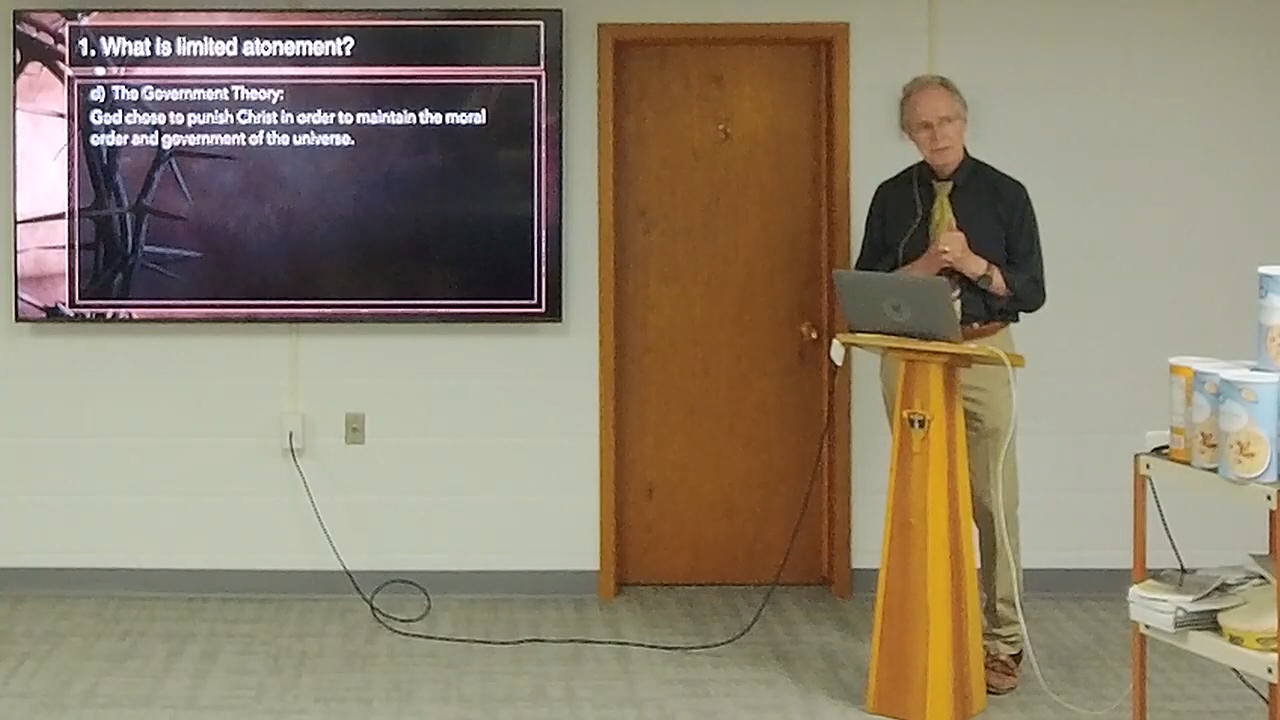 1. What is limited atonement?
d) The Government Theory:
God chose to punish Christ in order to maintain the moral
order and government of the universe.